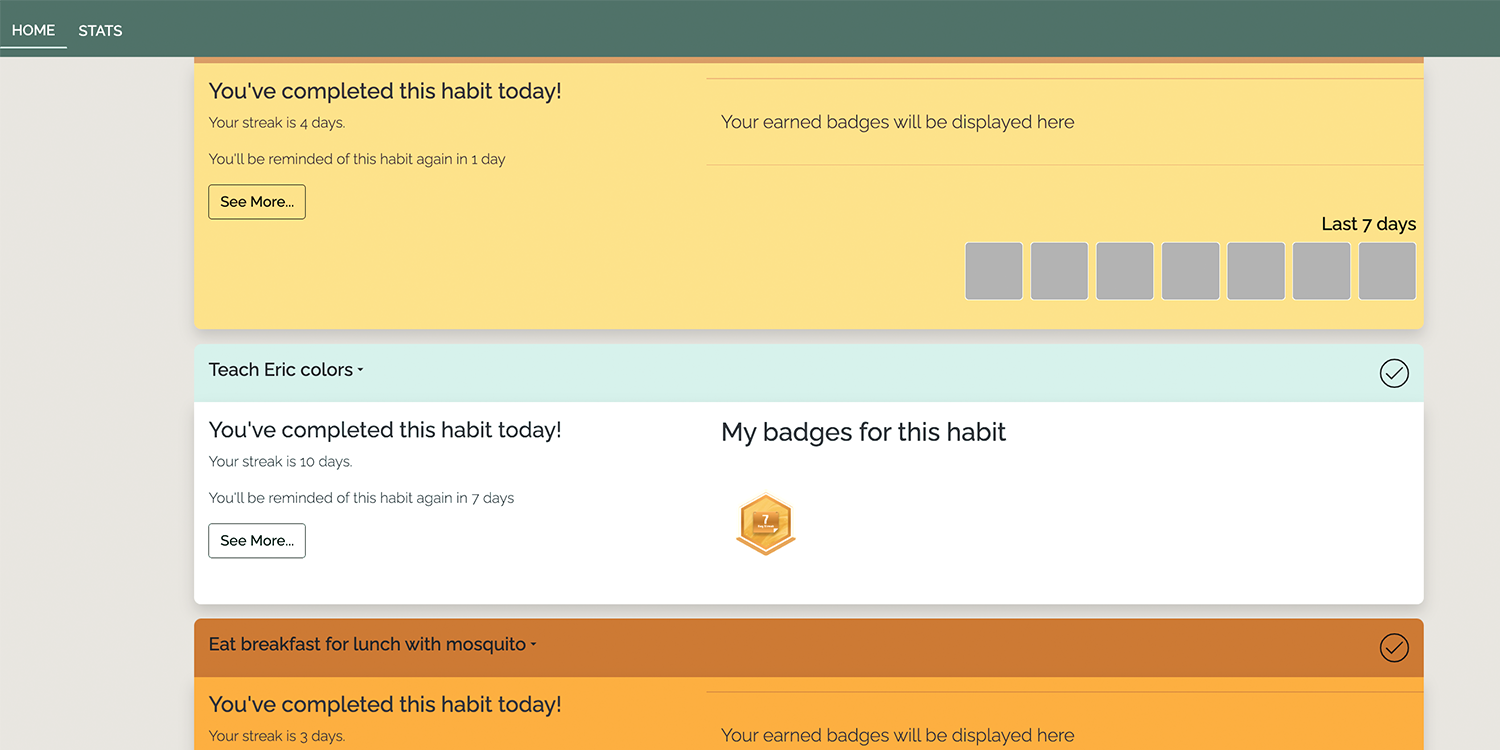 HOME STATS
You've completed this habit today!
Your streak is 4 days.
You'll be reminded of this habit again in 1 day
See More...
Your earned badges will be displayed here
Last 7 days
Teach Eric colors
You've completed this habit today!
Your streak is 10 days.
You'll be reminded of this habit again in 7 days
See More...
My badges for this habit
7
Eat breakfast for lunch with mosquito
You've completed this habit today!
Your streak is 3 days.
Your earned badges will be displayed here